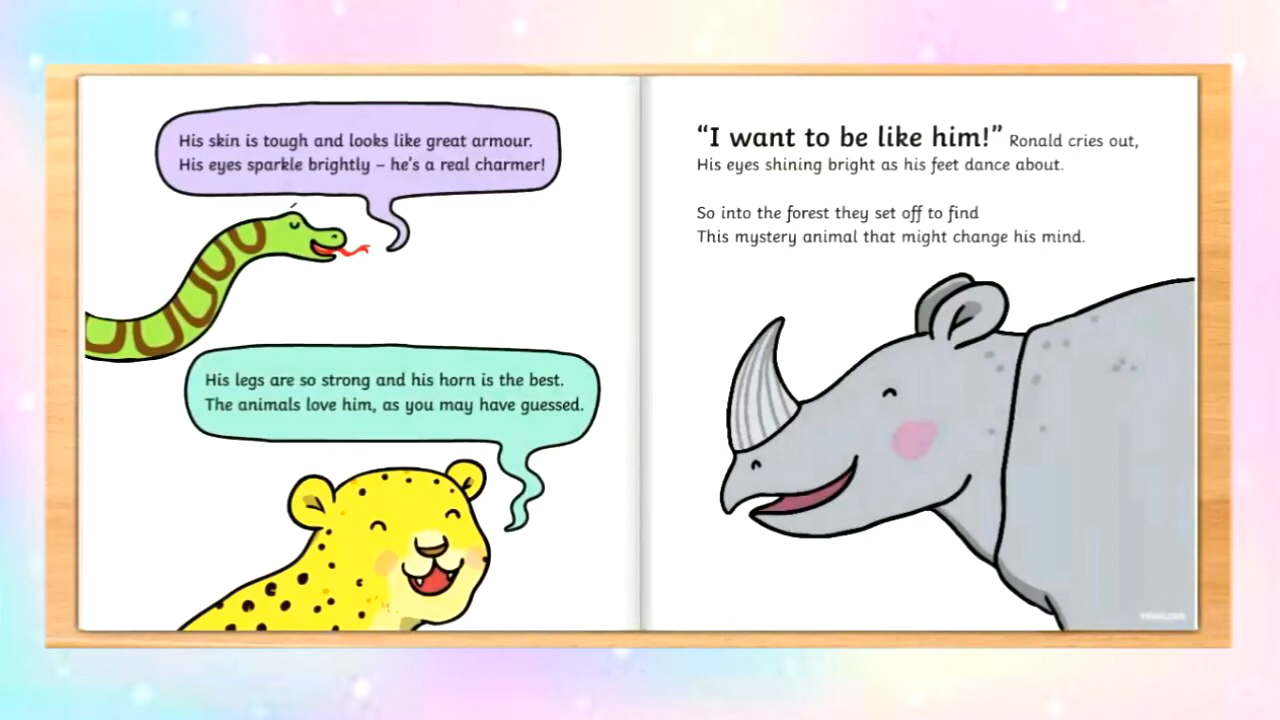 His skin is tough and looks like great armour.
His eyes sparkle brightly – he's a real charmer!
His legs are so strong and his horn is the best.
The animals love him, as you may have guessed.
“I want to be like him!” Ronald cries out,
His eyes shining bright as his feet dance about.
So into the forest they set off to find
This mystery animal that might change his mind.